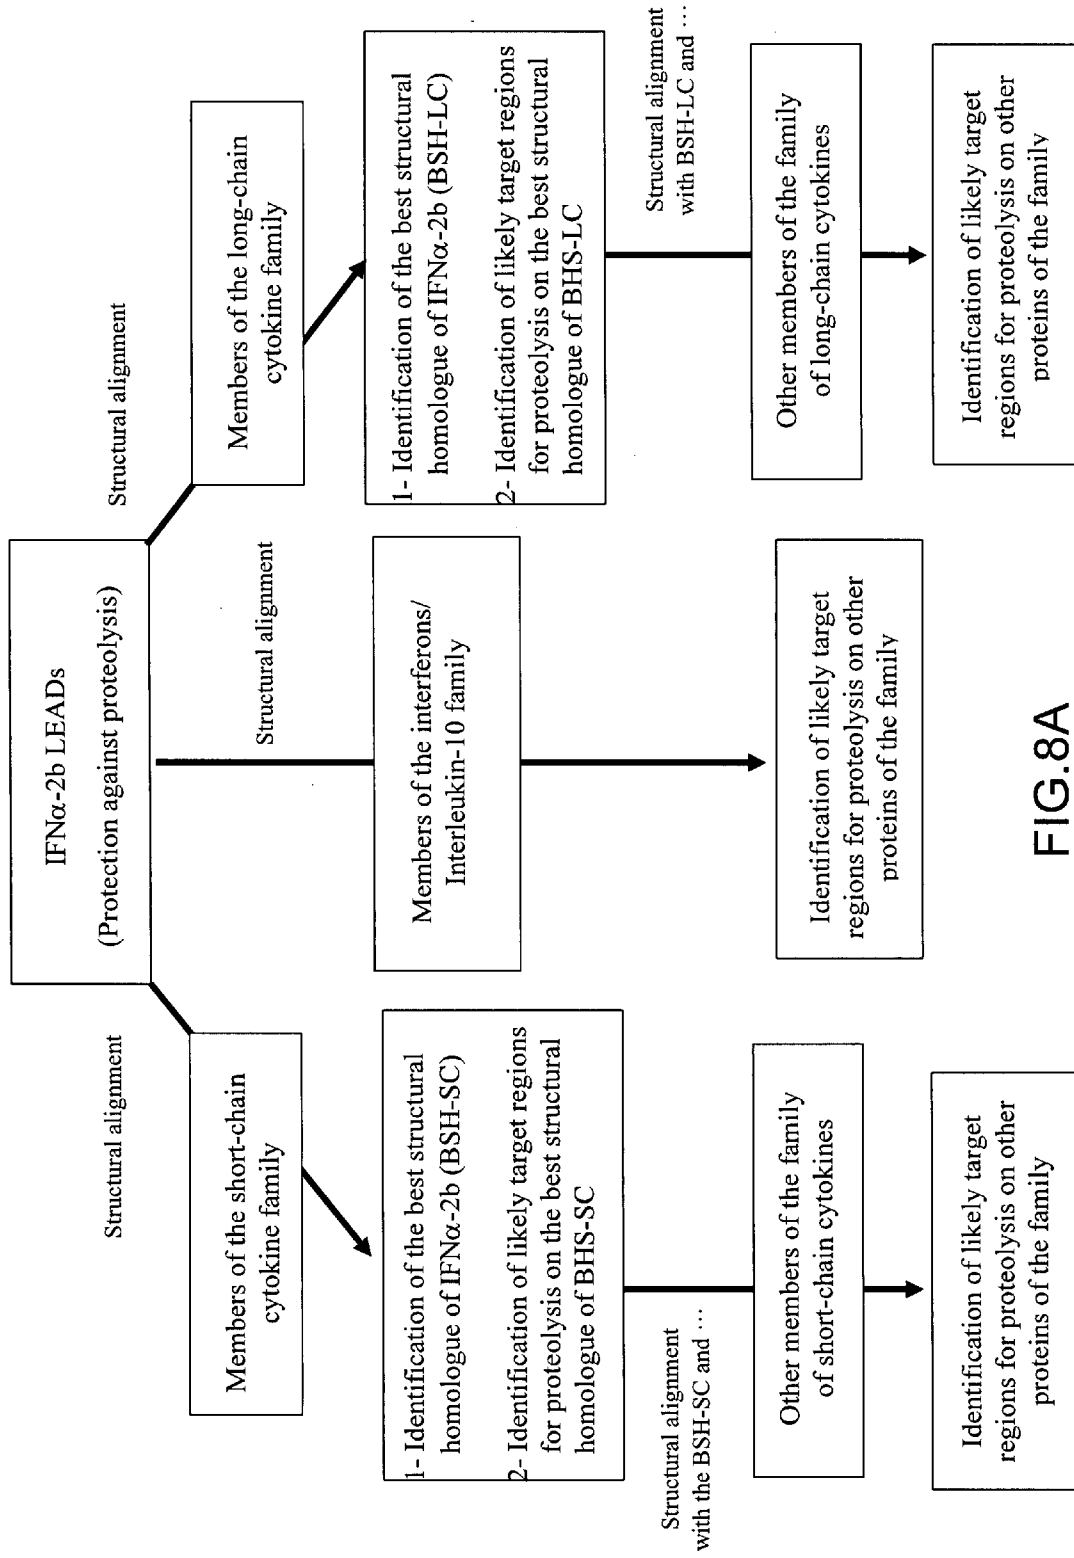 IFNα-2b LEADs
(Protection against proteolysis)
Structural alignment
Members of the short-chain
cytokine family
1- Identification of the best structural
homologue of IFNα-2b (BSH-SC)
2- Identification of likely target regions
for proteolysis on the best structural
homologue of BHS-SC
Structural alignment
with the BSH-SC and ···
Other members of the family
of short-chain cytokines
Identification of likely target
regions for proteolysis on other
proteins of the family
Structural alignment
Members of the interferons/
Interleukin-10 family
Identification of likely target
regions for proteolysis on other
proteins of the family
Structural alignment
Members of the long-chain
cytokine family
1- Identification of the best structural
homologue of IFNα-2b (BSH-LC)
2- Identification of likely target regions
for proteolysis on the best structural
homologue of BHS-LC
Structural alignment
with BSH-LC and ···
Other members of the family
of long-chain cytokines
Identification of likely target
regions for proteolysis on other
proteins of the family
FIG.8A